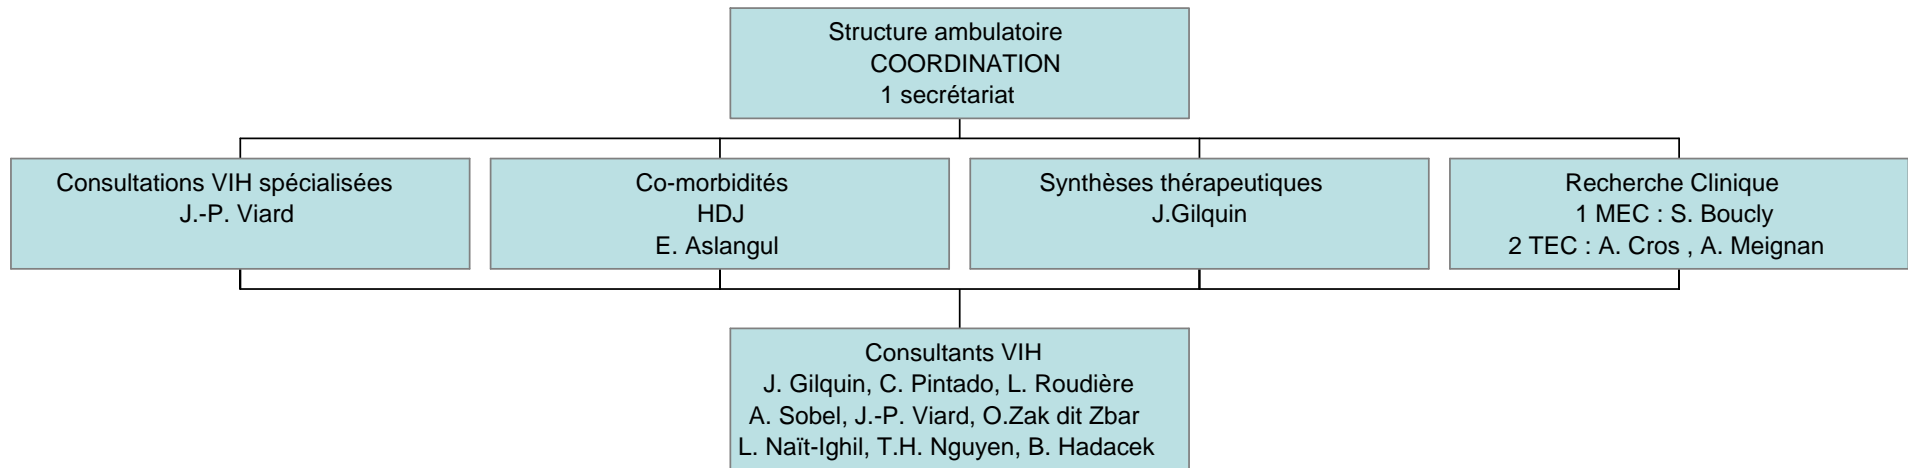 Structure ambulatoire
COORDINATION
1 secrétariat
Consultations VIH spécialisées
J.-P. Viard
Co-morbidités
HDJ
E. Aslangul
Synthèses thérapeutiques
J.Gilquin
Recherche Clinique
1 MEC : S. Boucly
2 TEC : A. Cros , A. Meignan
Consultants VIH
J. Gilquin, C. Pintado, L. Roudière
A. Sobel, J.-P. Viard, O.Zak dit Zbar
L. Naït-Ighil, T.H. Nguyen, B. Hadacek